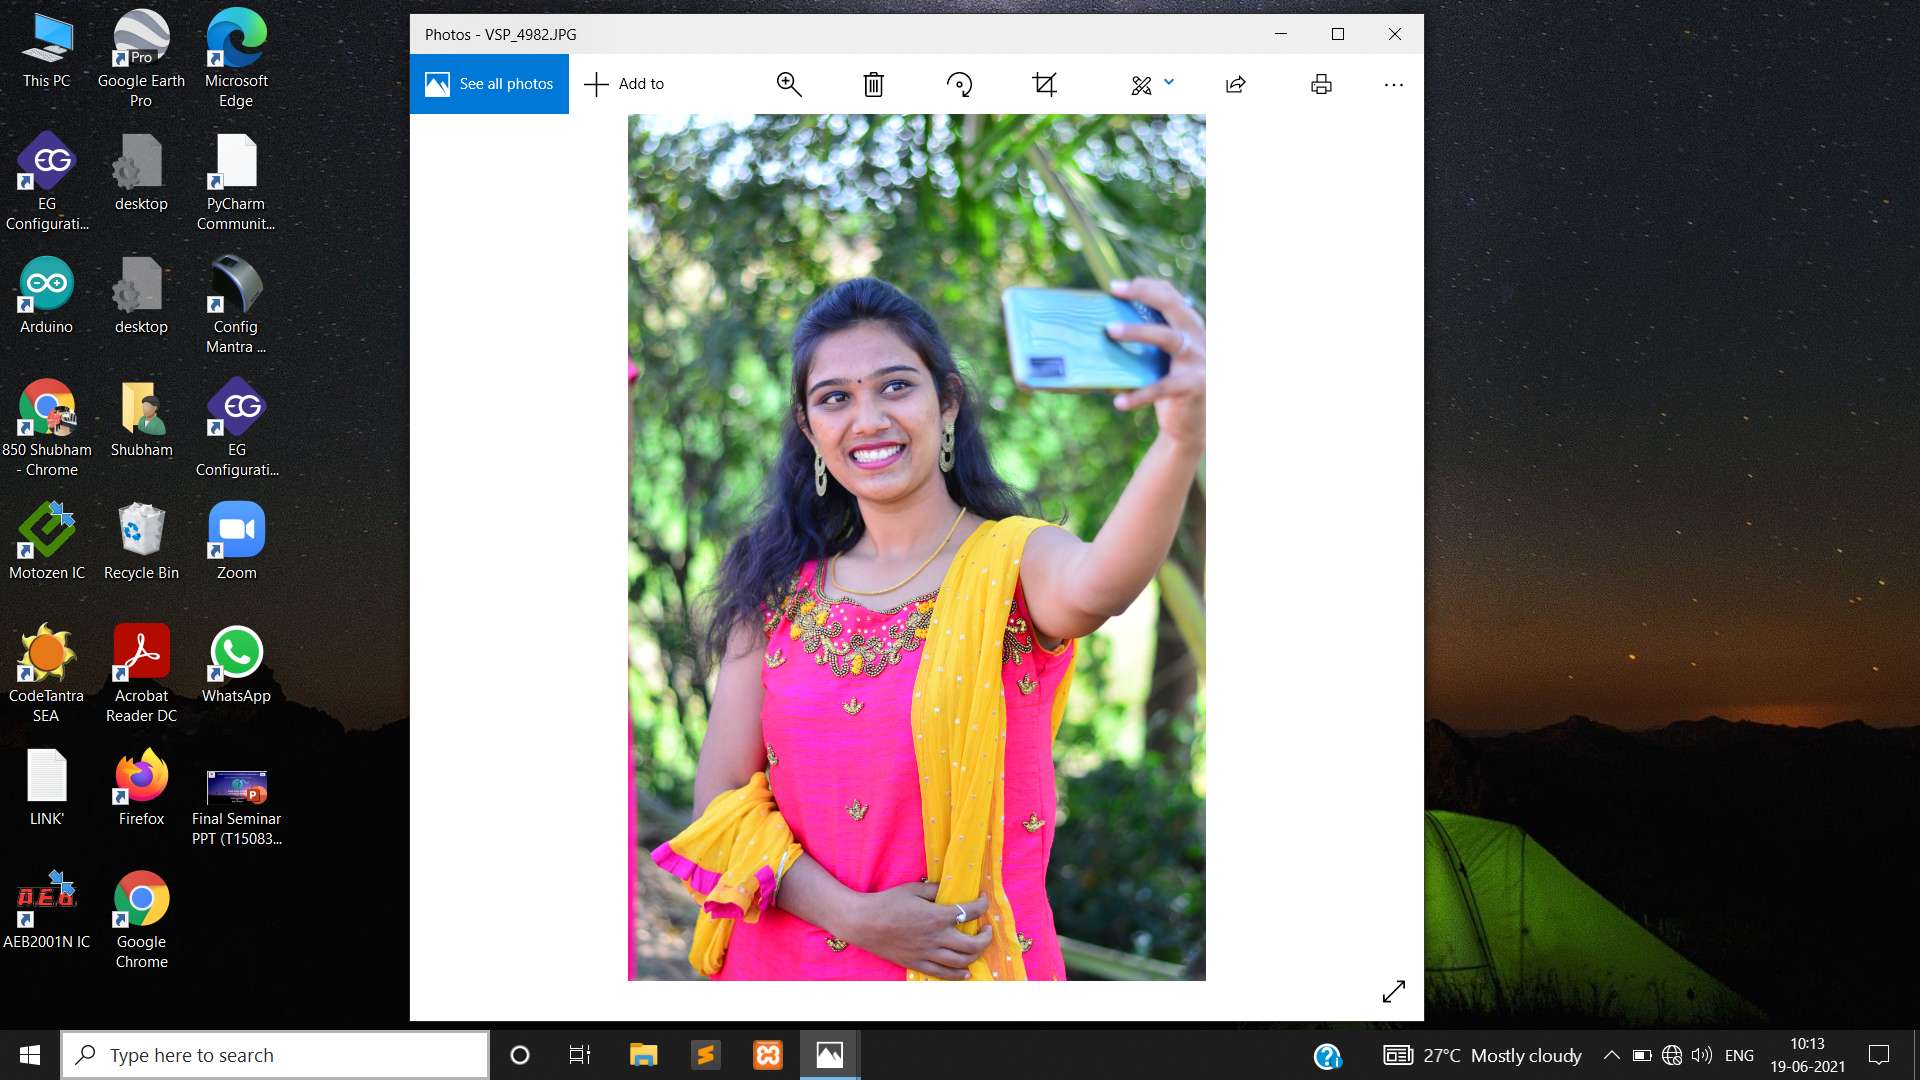 This PC
Pro
Google Earth
Pro
Microsoft
Edge
EG
EG
Configurati...
desktop
PyCharm
Communit...
Arduino
desktop
Config
Mantra ...
850 Shubham
- Chrome
Shubham
EG
EG
Configurati...
Motozen IC
Recycle Bin
Zoom
CodeTantra
SEA
Acrobat
Reader DC
WhatsApp
LINK'
Firefox
P
Final Seminar
PPT (T15083...
AEB2001N IC
Google
Chrome
Photos - VSP_4982.JPG
See all photos
Add to
Type here to search
27°C Mostly cloudy
ENG
10:13
19-06-2021